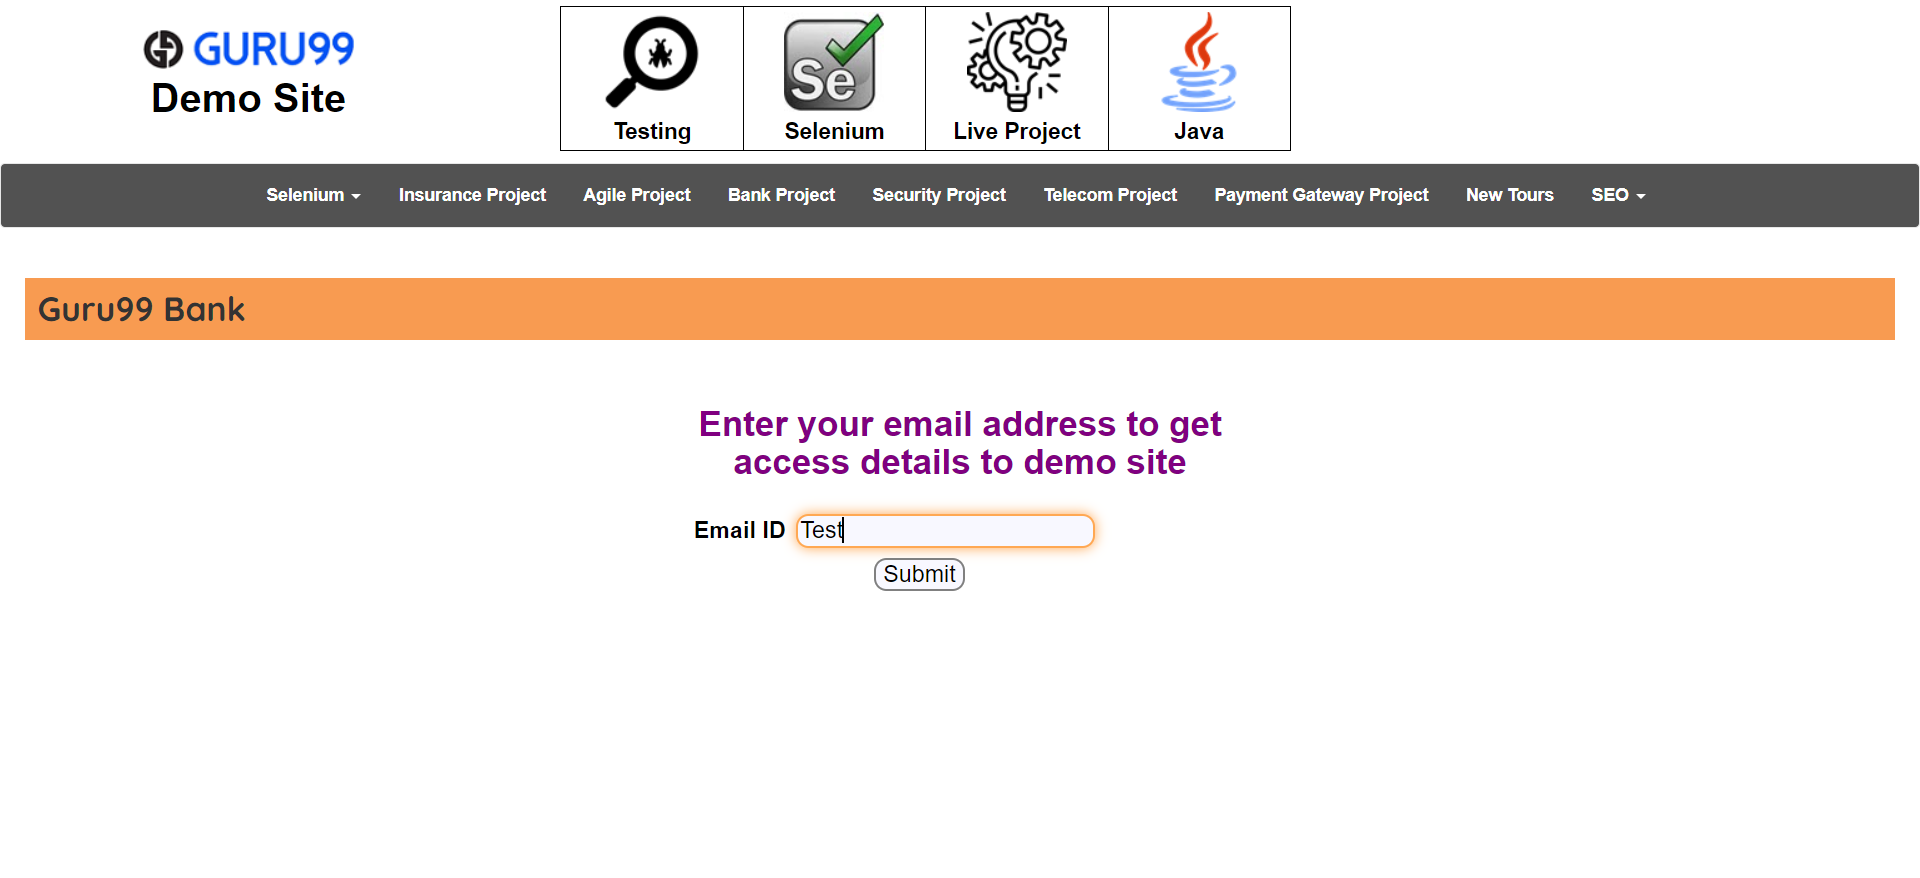 GURU99
Demo Site
Se
Testing
Selenium
Live Project
Java
Selenium
Insurance Project
Agile Project
Bank Project
Security Project
Telecom Project
Payment Gateway Project
New Tours
SEO
Guru99 Bank
Enter your email address to get
access details to demo site
Email ID
Test
Submit